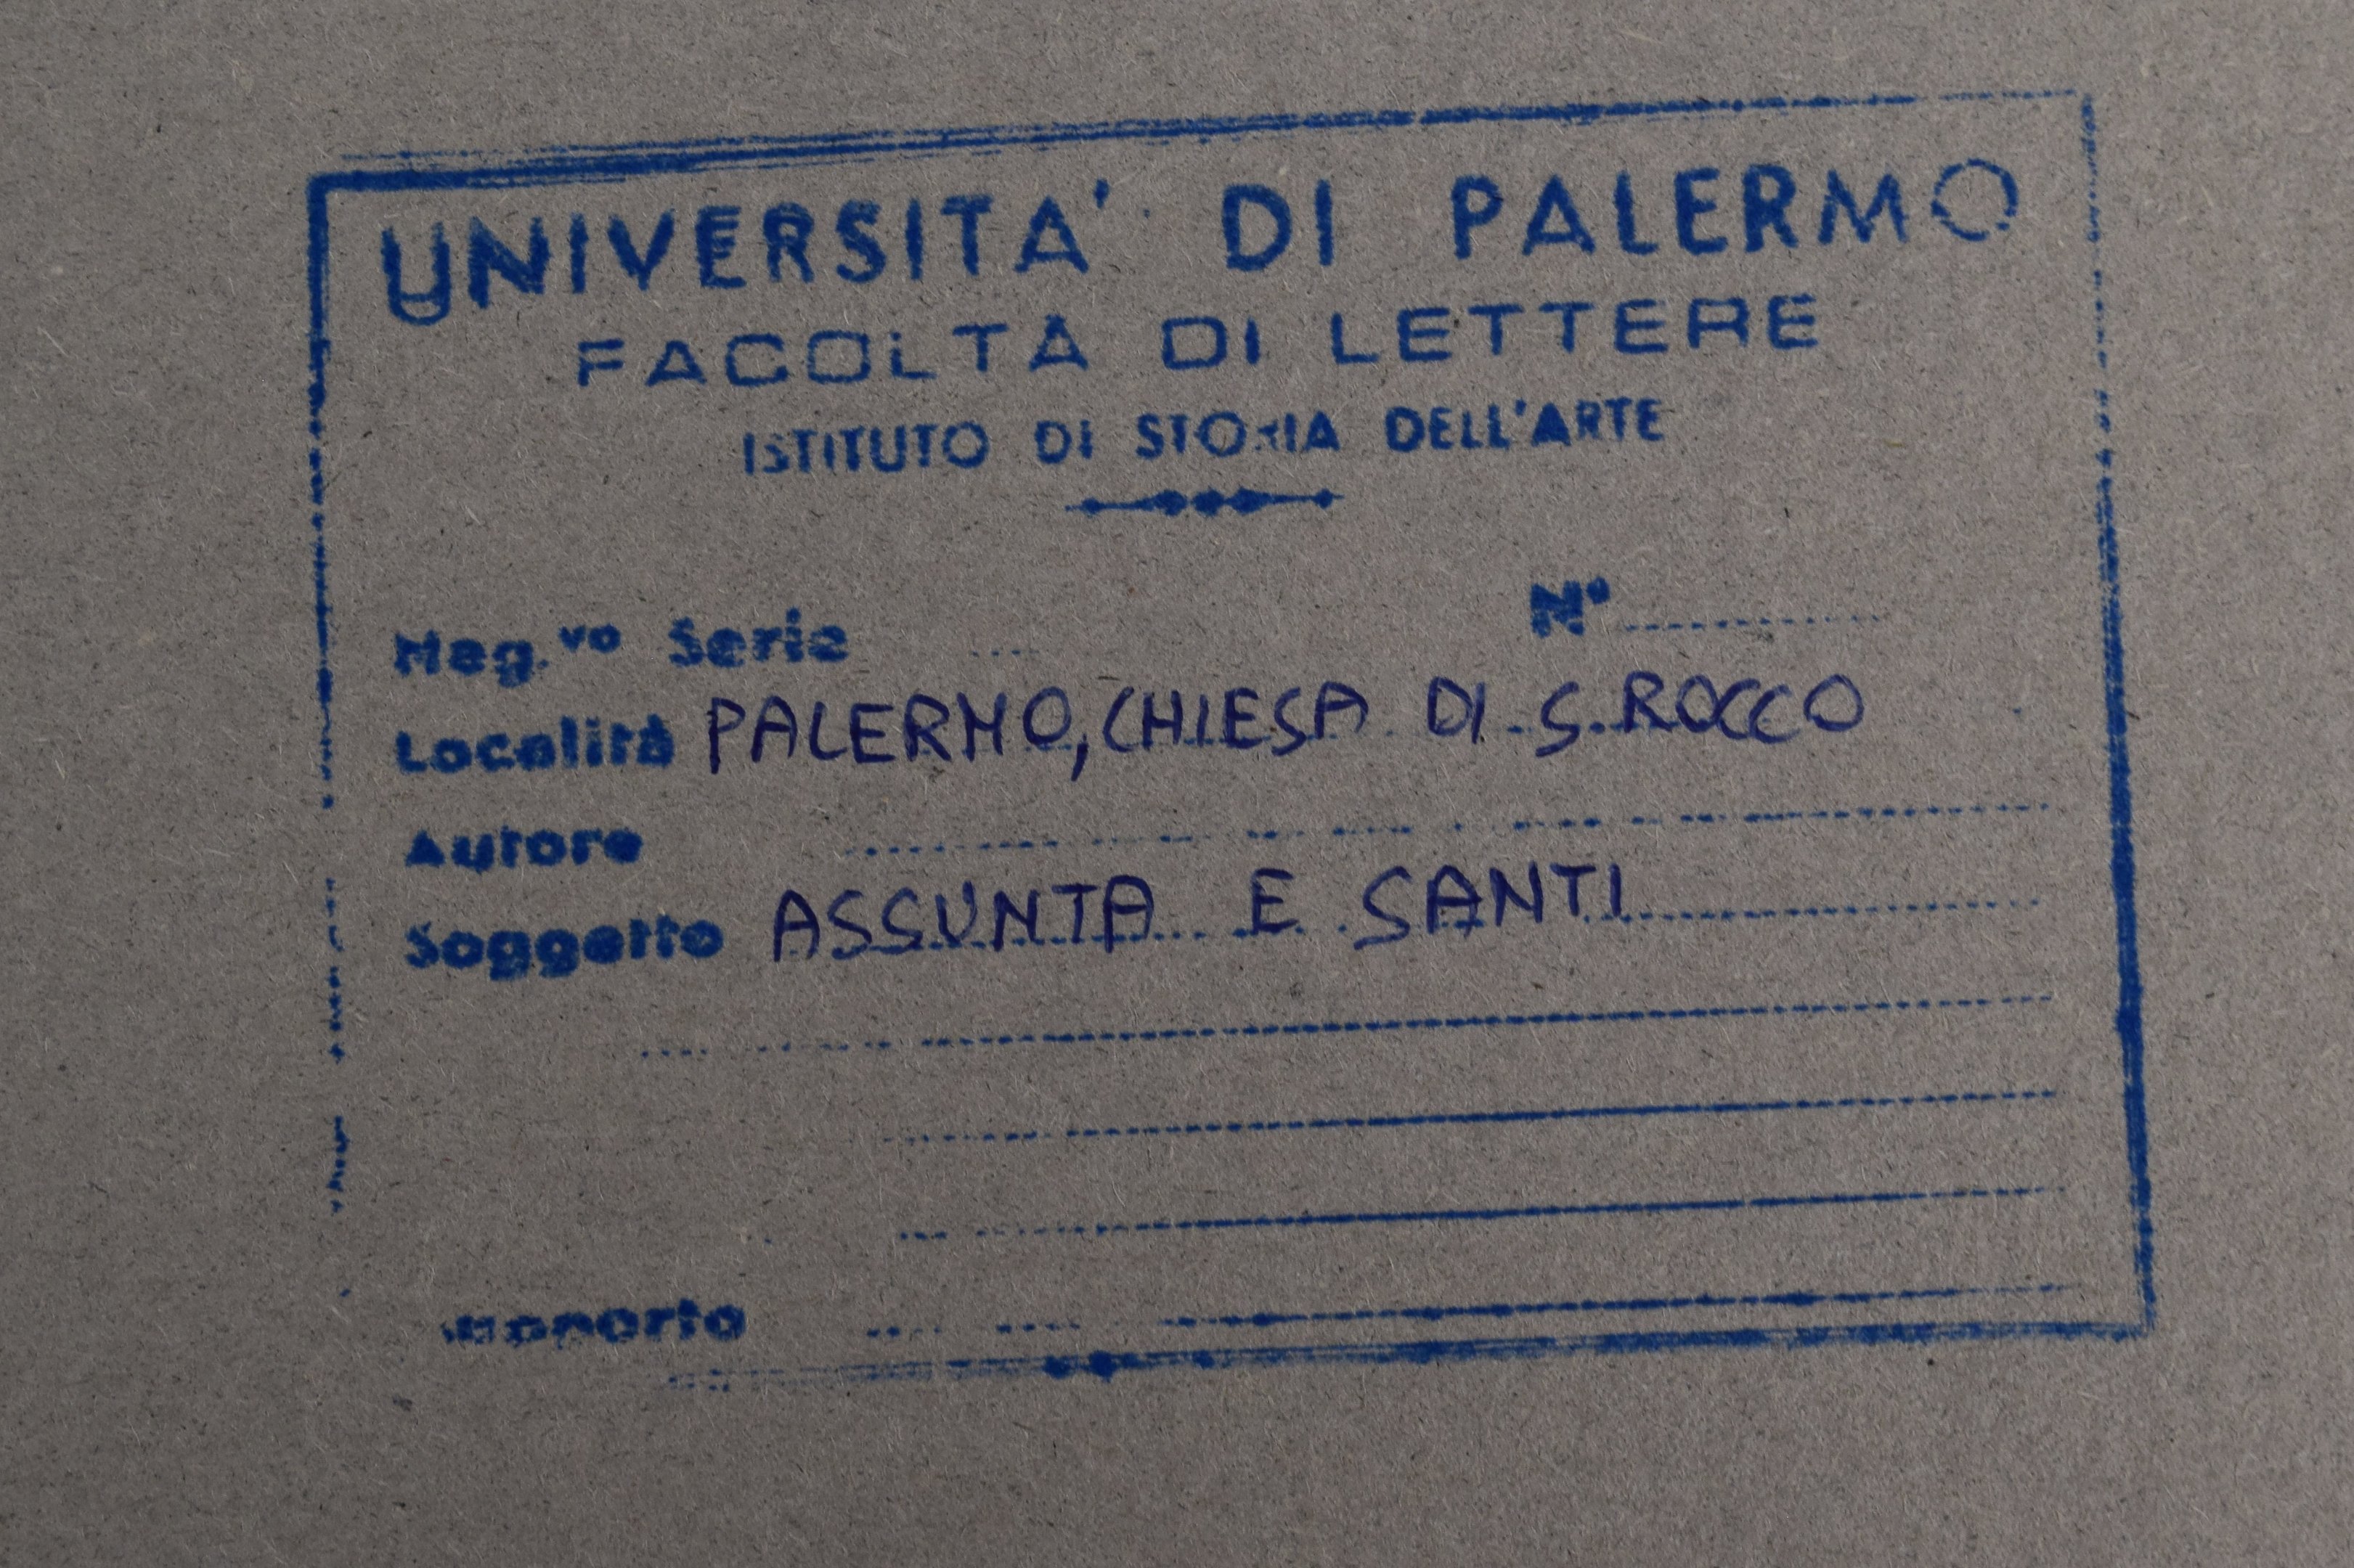 UNIVERSITA' DI PALERMO
FACOLTÀ DI LETTERE
ISTITUTO DI STORIA DELL'ARTE
Neg.vo Serie N°
Località PALERMO, CHIESA DI S. ROCCO
Autore
Soggetto ASSUNTA E SANTI